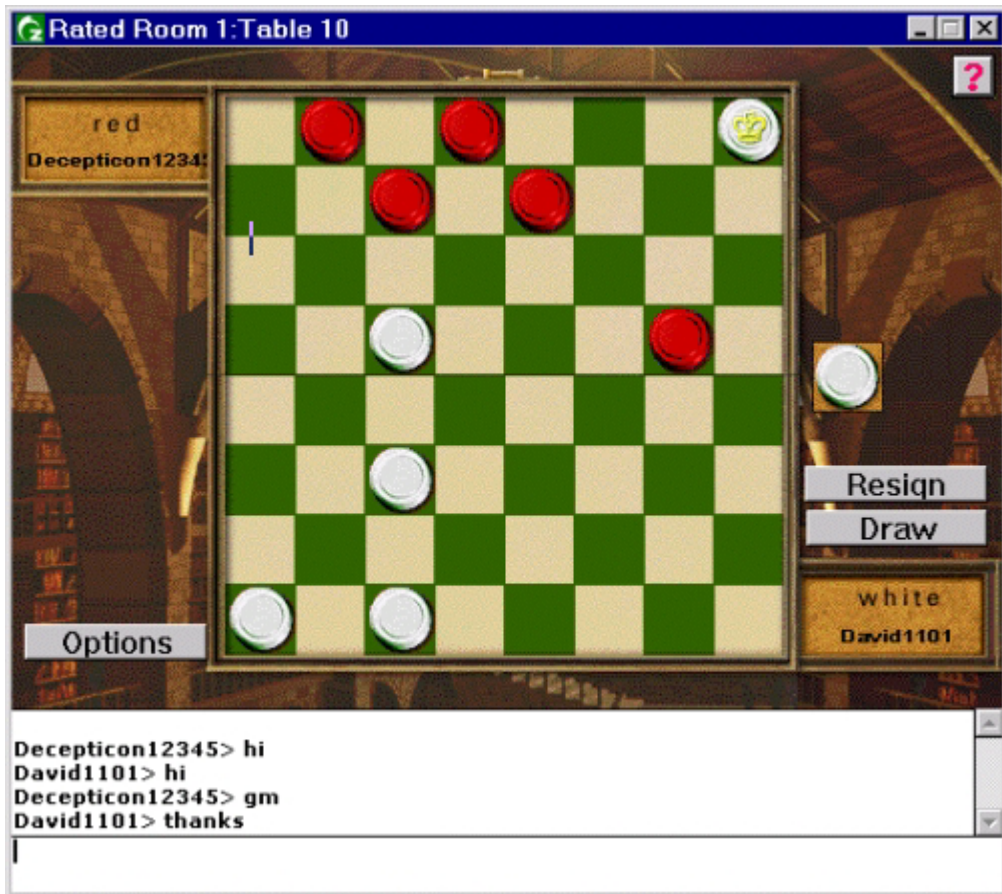 Rated Room 1:Table 10
?
red
Decepticon12345
Resign
Draw
white
David1101
Options
Decepticon12345> hi
David1101> hi
Decepticon12345> gm
David1101> thanks